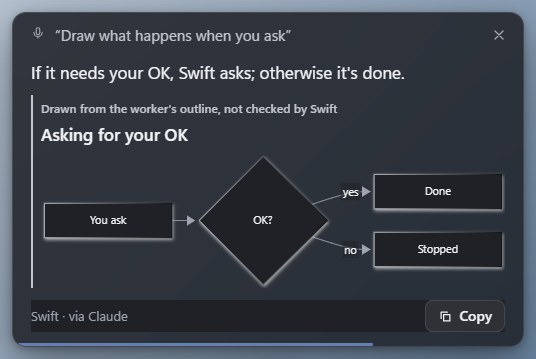 “Draw what happens when you ask”
If it needs your OK, Swift asks; otherwise it's done.
Drawn from the worker's outline, not checked by Swift
Asking for your OK
You ask
OK?
yes
Done
no
Stopped
Swift · via Claude
Copy